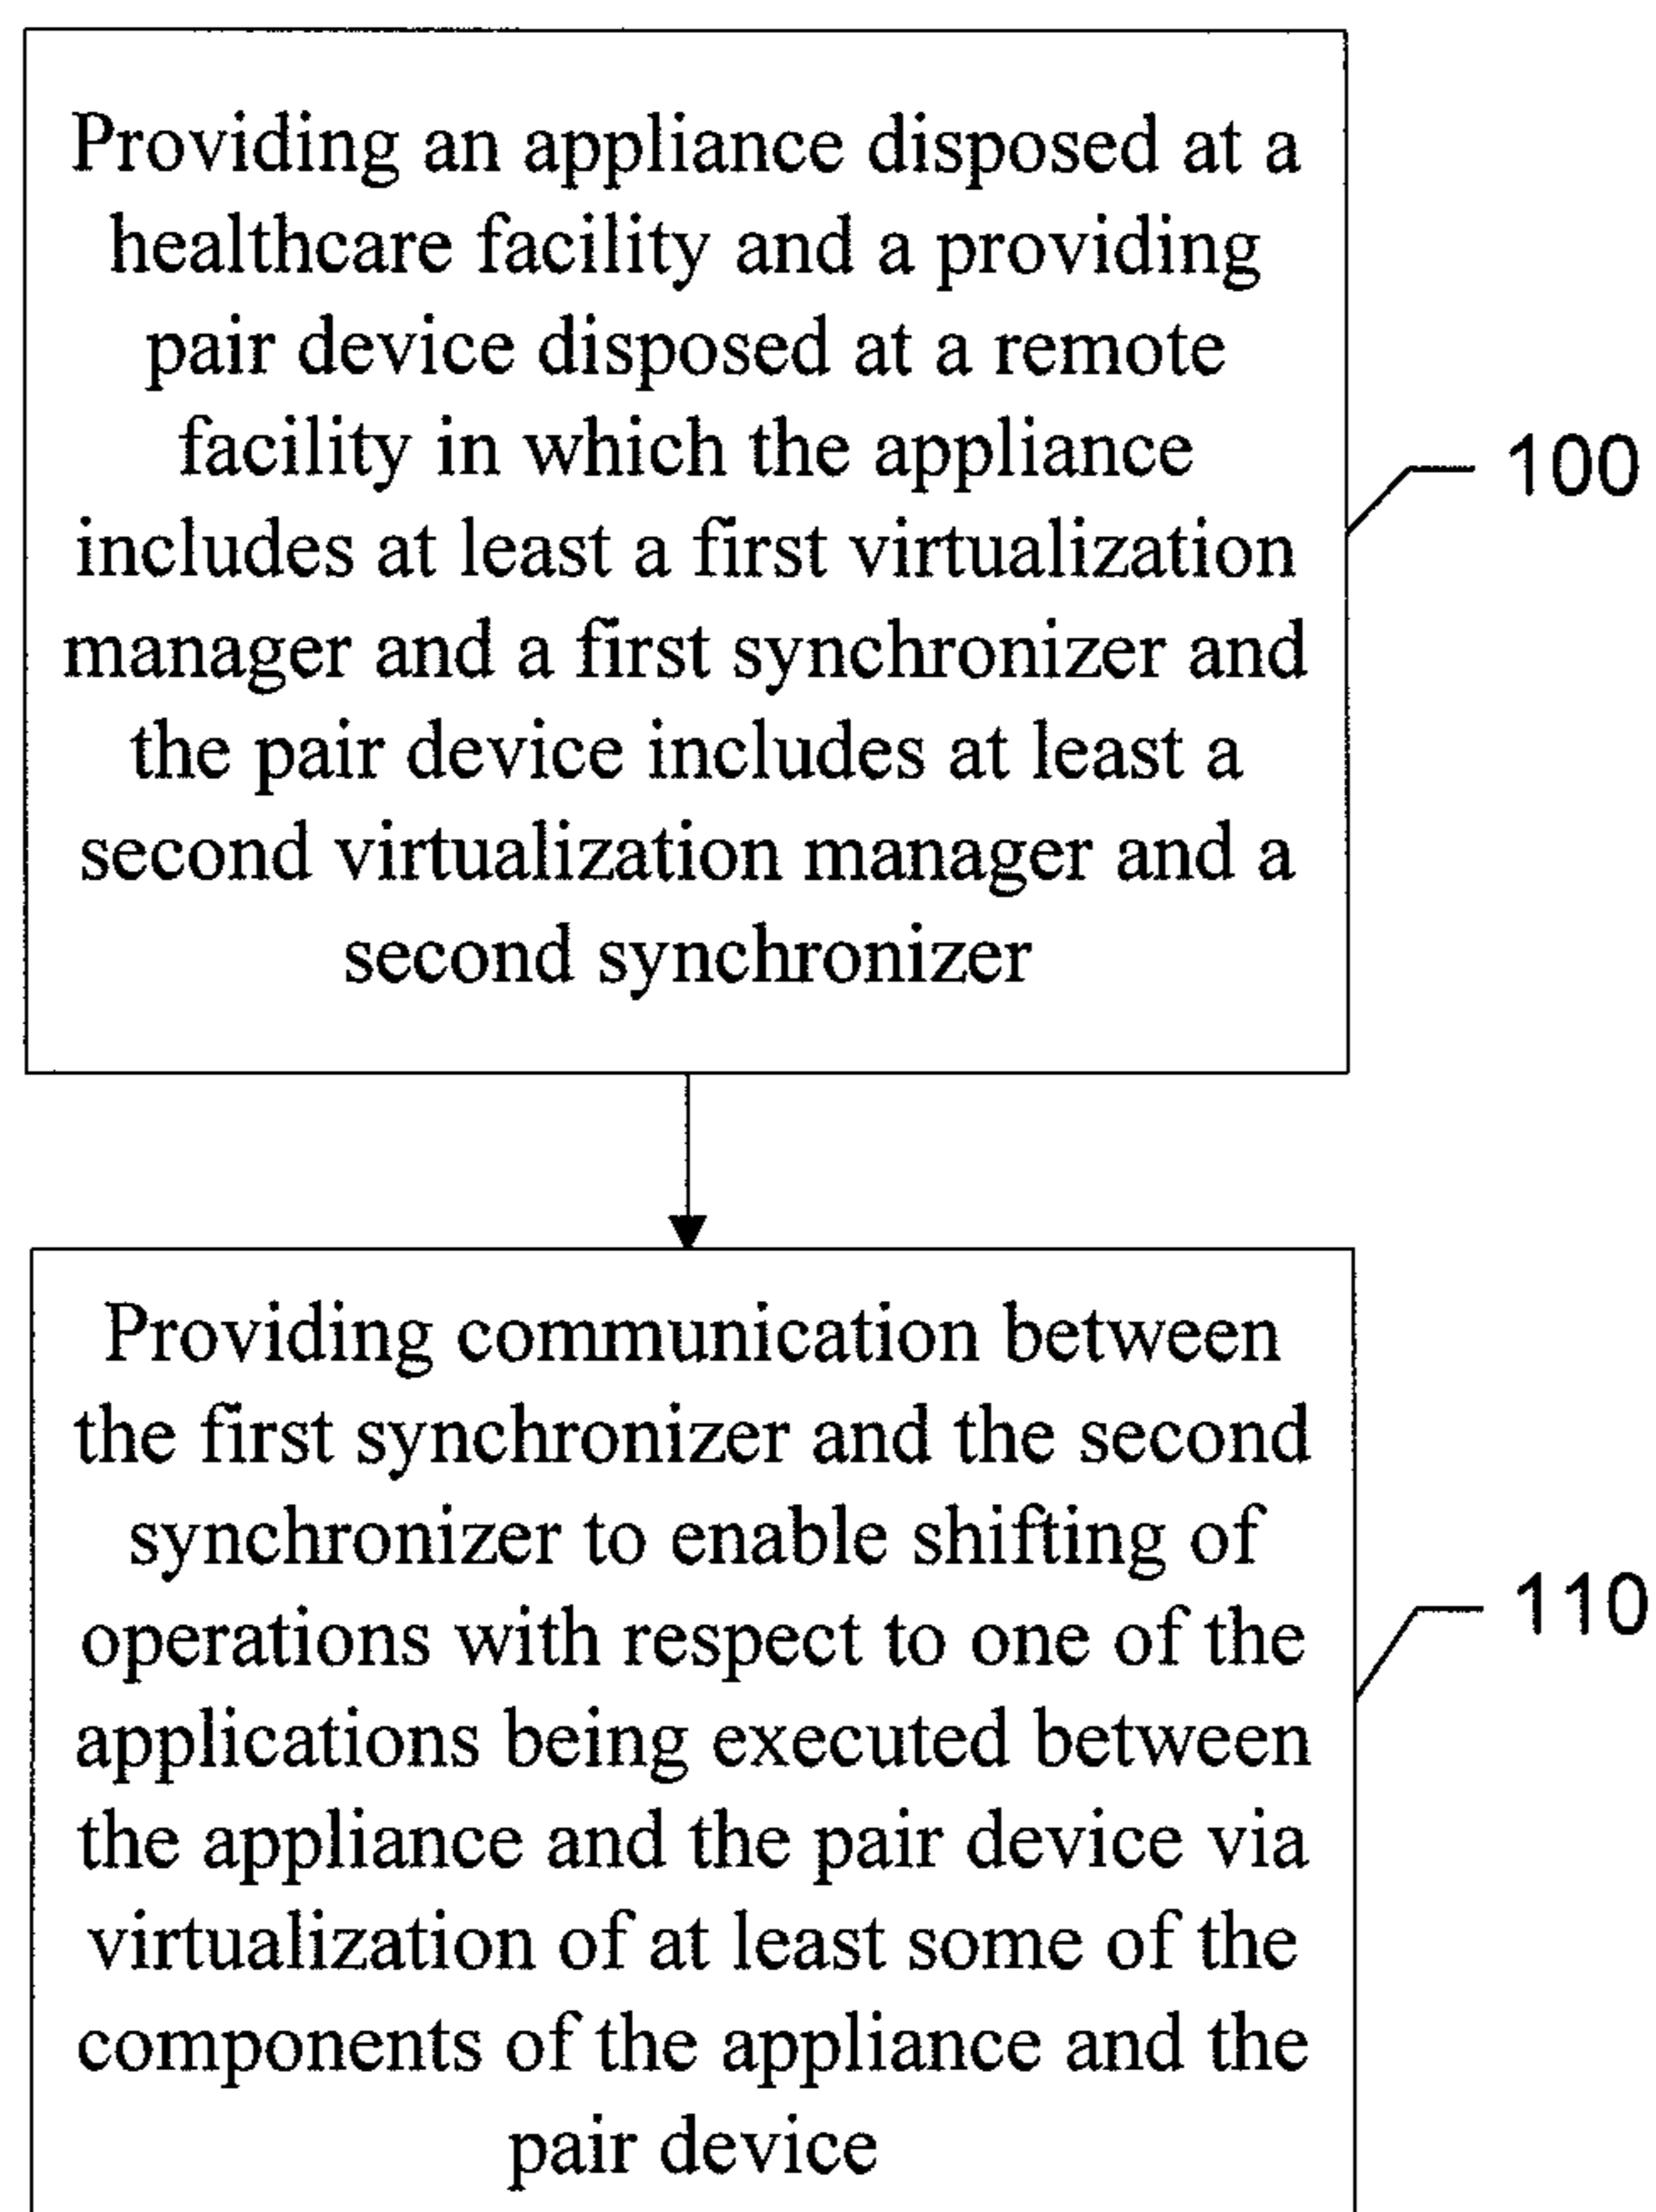 Providing an appliance disposed at a
healthcare facility and a providing
pair device disposed at a remote
facility in which the appliance
includes at least a first virtualization
manager and a first synchronizer and
the pair device includes at least a
second virtualization manager and a
second synchronizer
100
Providing communication between
the first synchronizer and the second
synchronizer to enable shifting of
operations with respect to one of the
applications being executed between
the appliance and the pair device via
virtualization of at least some of the
components of the appliance and the
pair device
110